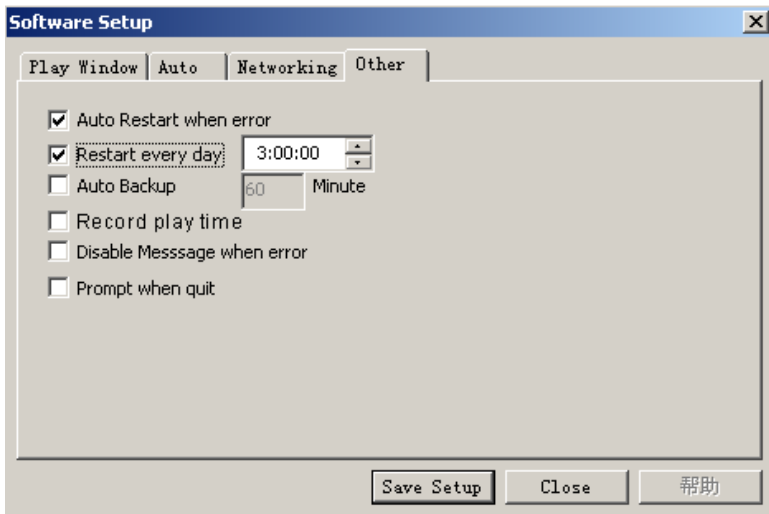 Software Setup
Play Window Auto Networking Other
Auto Restart when error
Restart every day 3:00:00
Auto Backup 60 Minute
Record play time
Disable Messsage when error
Prompt when quit
Save Setup Close 帮助